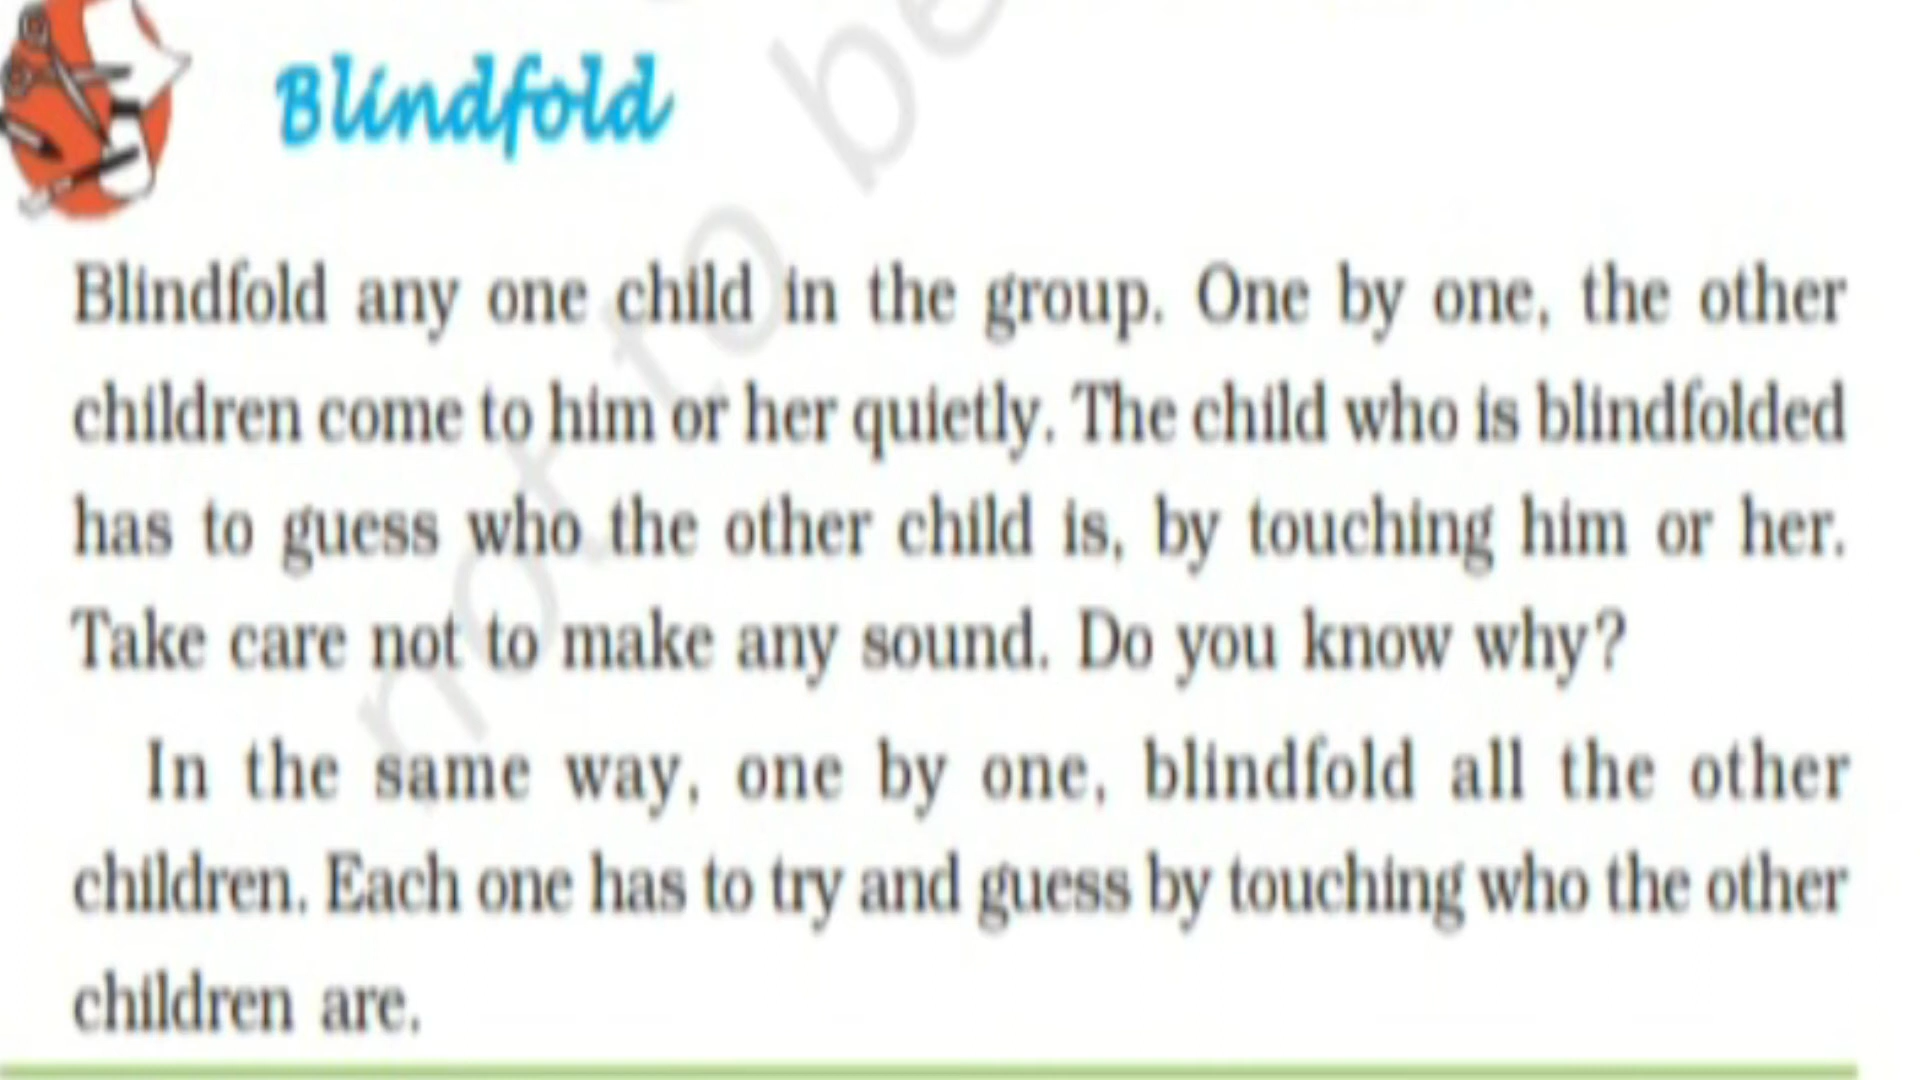 Blindfold
Blindfold any one child in the group. One by one, the other
children come to him or her quietly. The child who is blindfolded
has to guess who the other child is, by touching him or her.
Take care not to make any sound. Do you know why?
In the same way, one by one, blindfold all the other
children. Each one has to try and guess by touching who the other
children are.
not to be